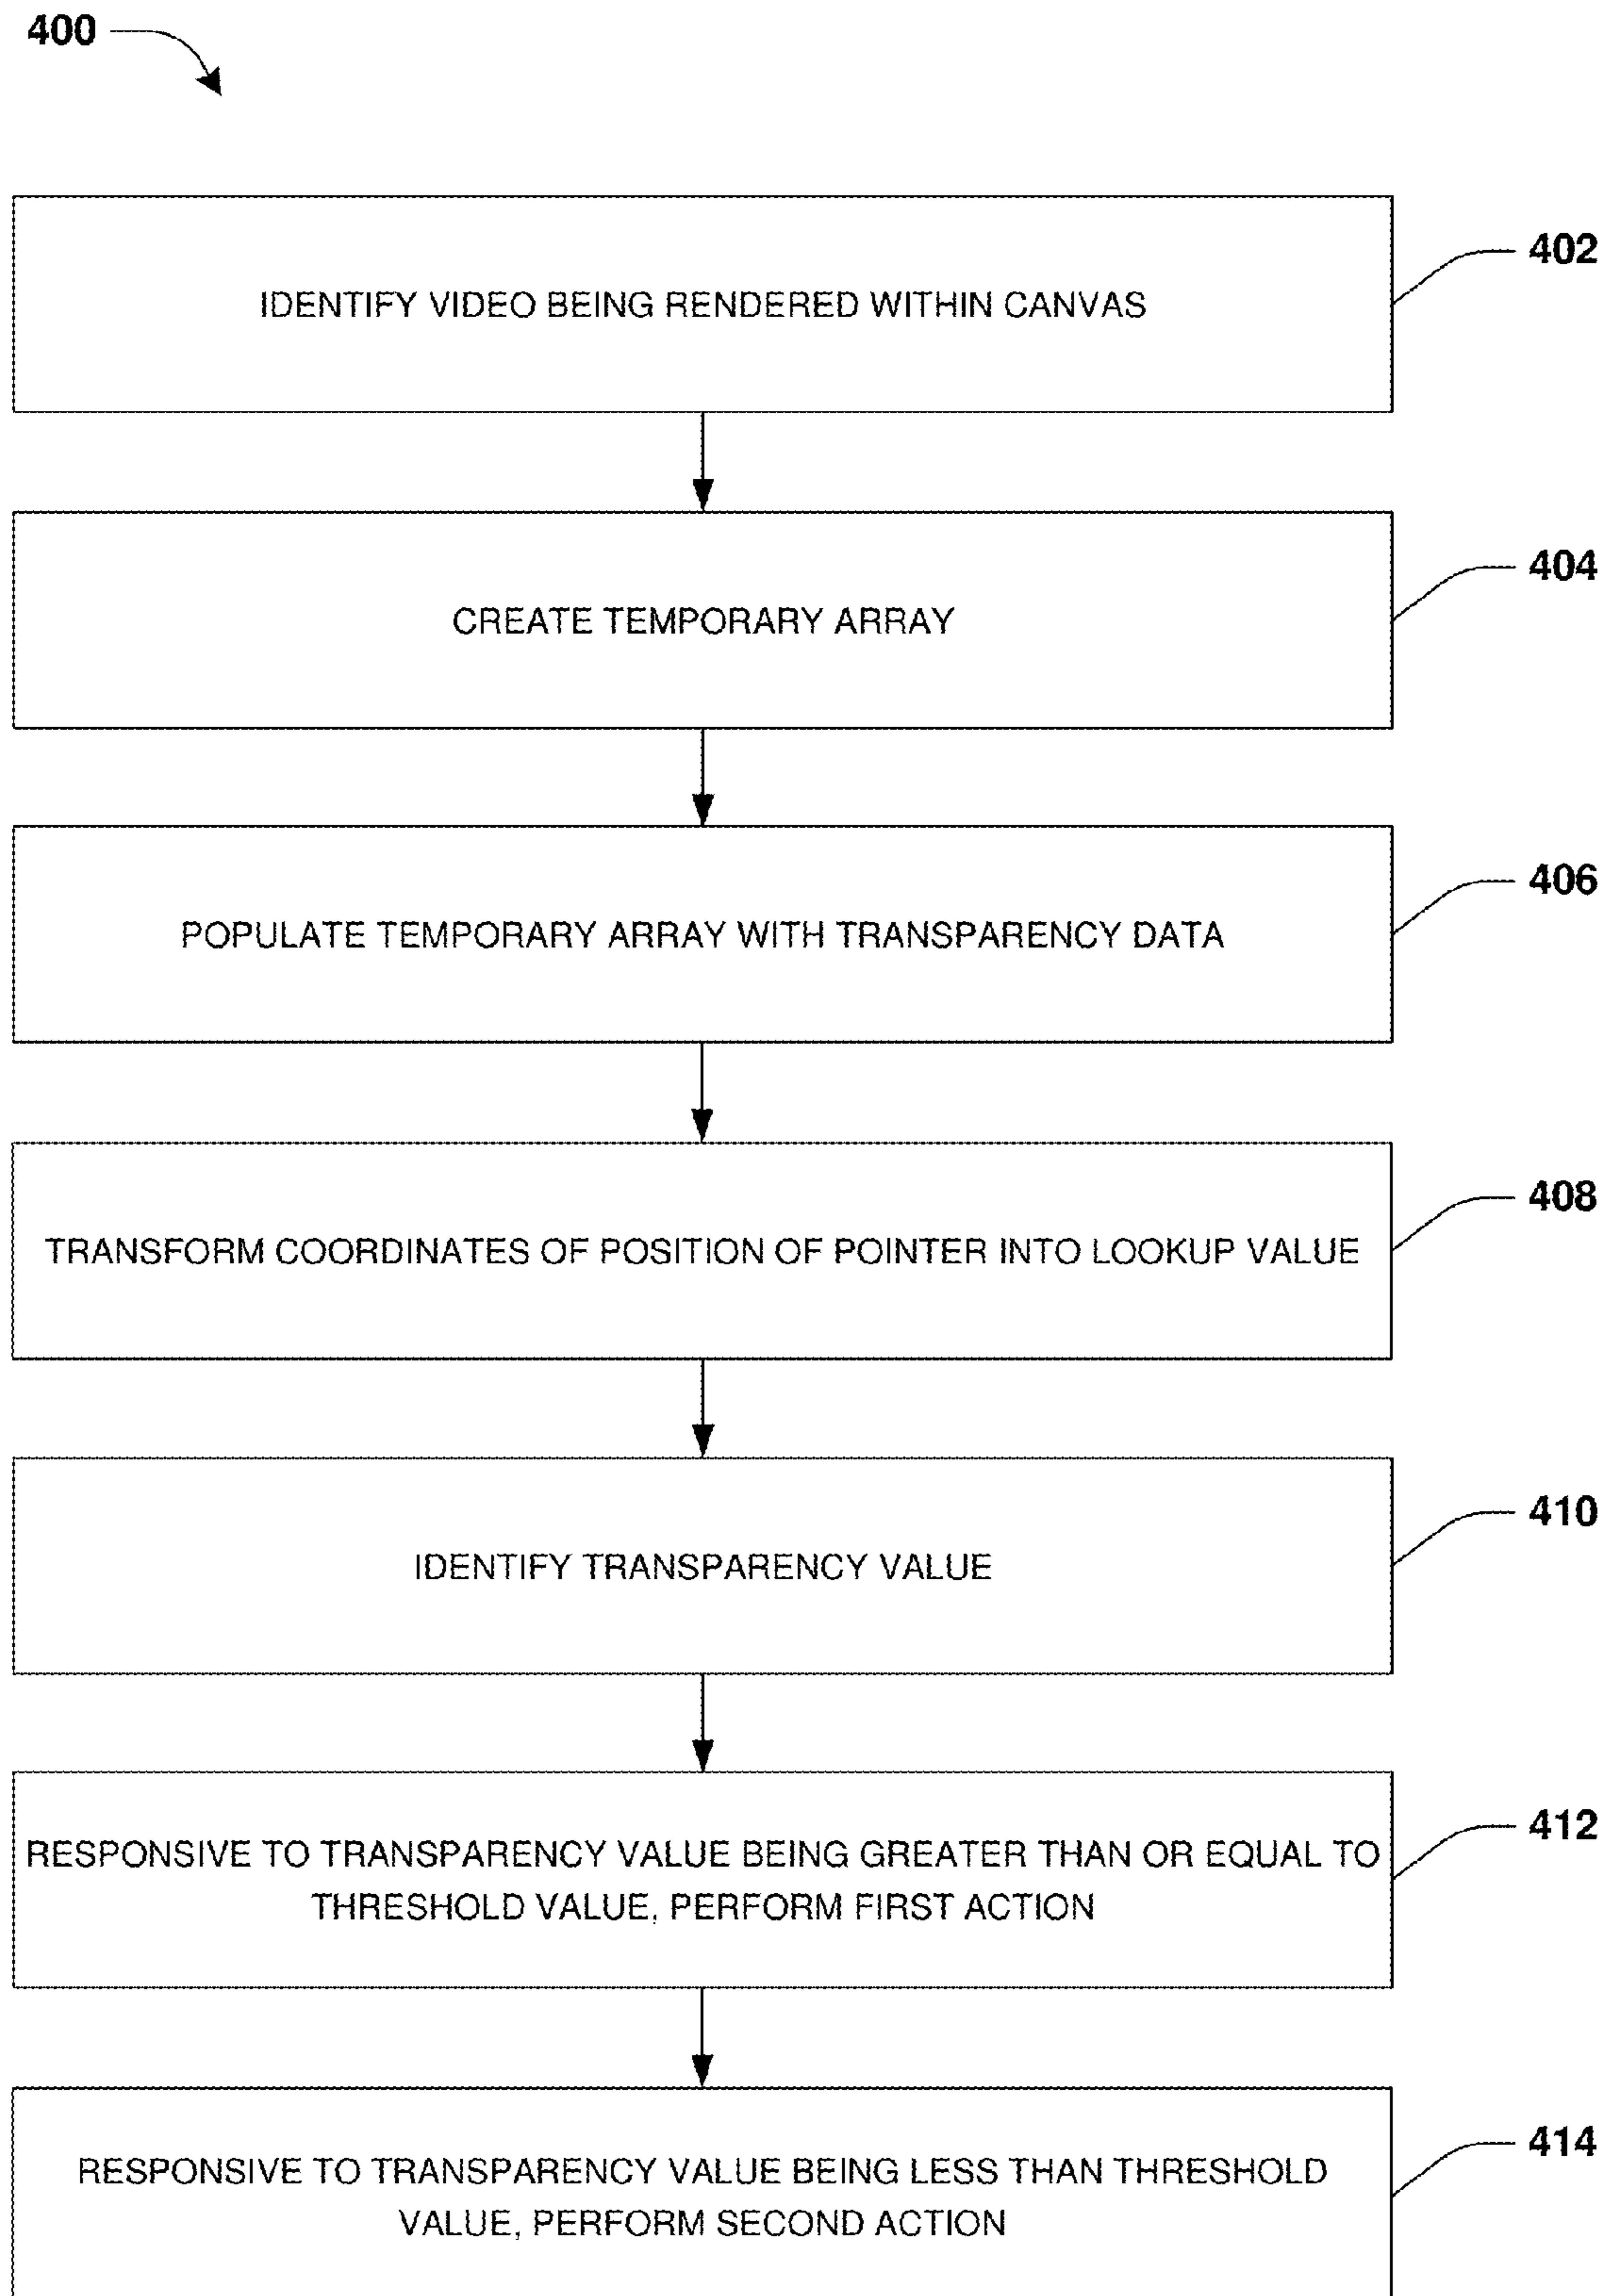 400
IDENTIFY VIDEO BEING RENDERED WITHIN CANVAS
402
CREATE TEMPORARY ARRAY
404
POPULATE TEMPORARY ARRAY WITH TRANSPARENCY DATA
406
TRANSFORM COORDINATES OF POSITION OF POINTER INTO LOOKUP VALUE
408
IDENTIFY TRANSPARENCY VALUE
410
RESPONSIVE TO TRANSPARENCY VALUE BEING GREATER THAN OR EQUAL TO
THRESHOLD VALUE, PERFORM FIRST ACTION
412
RESPONSIVE TO TRANSPARENCY VALUE BEING LESS THAN THRESHOLD
VALUE, PERFORM SECOND ACTION
414